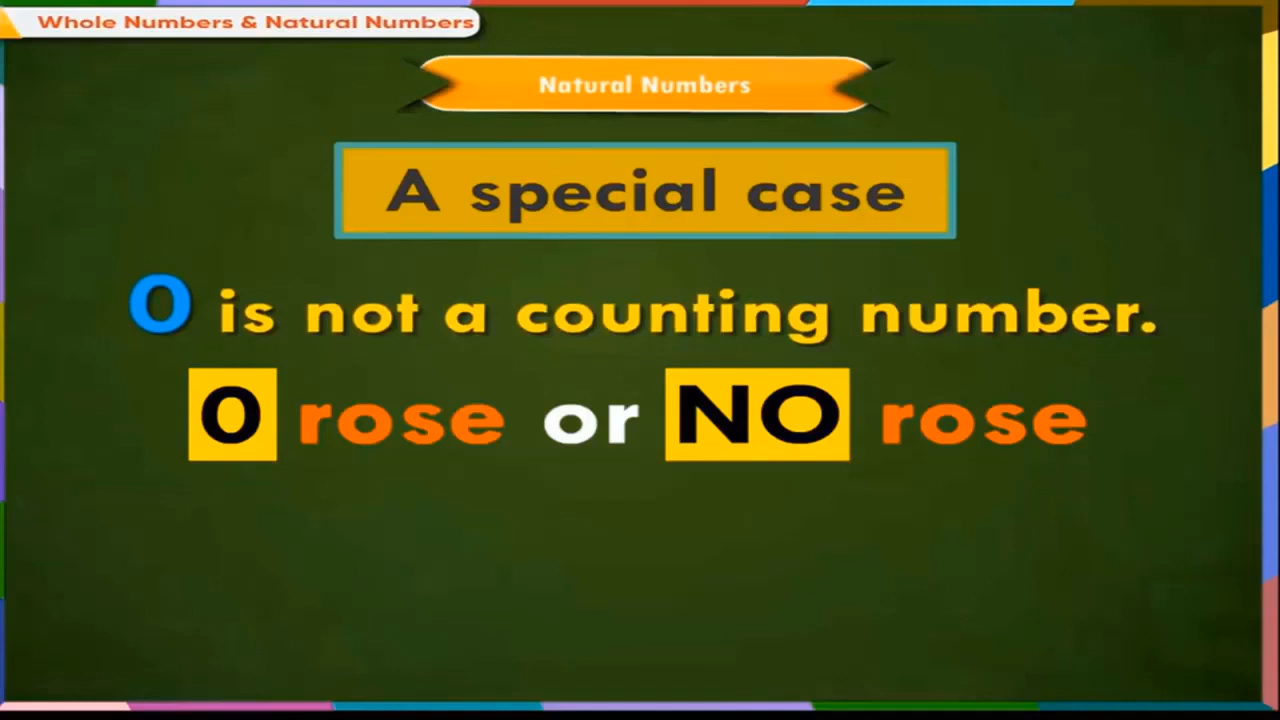 Whole Numbers & Natural Numbers
Natural Numbers
A special case
0 is not a counting number.
0 rose or NO rose